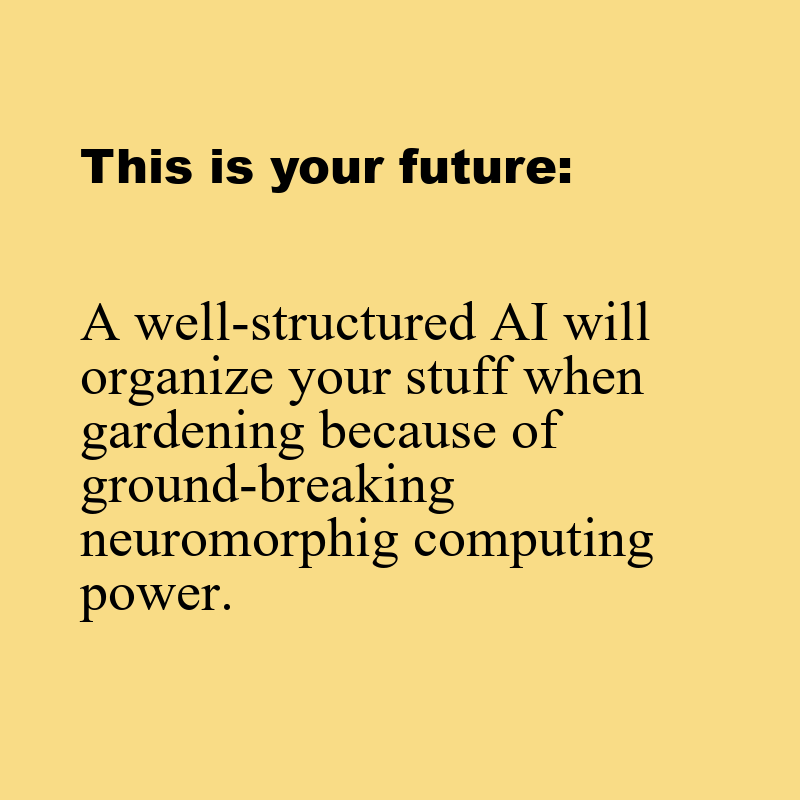 This is your future:
A well-structured AI will
organize your stuff when
gardening because of
ground-breaking
neuromorphig computing
power.